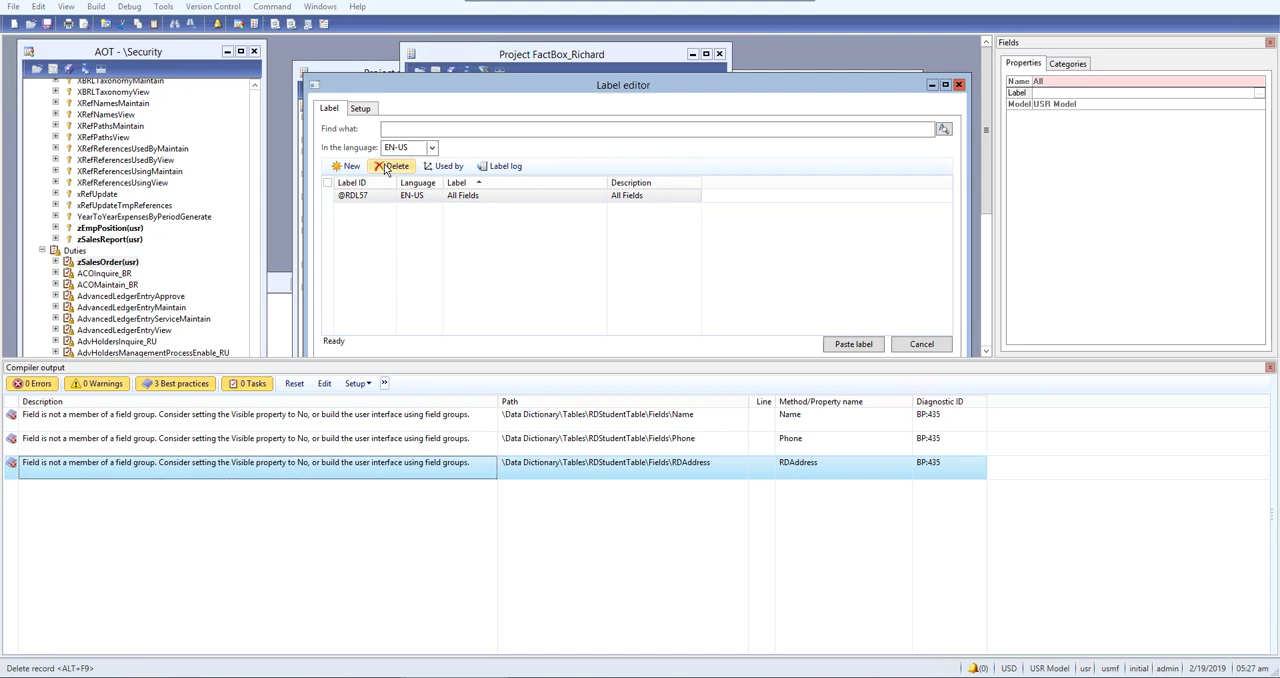 File Edit View Build Debug Tools Version Control Command Windows Help
AOT - \Security
XBRLTaxonomyMaintain
XBRLTaxonomyView
XRefNamesMaintain
XRefNamesView
XRefPathsMaintain
XRefPathsView
XRefReferencesUsedByMaintain
XRefReferencesUsedByView
XRefReferencesUsingMaintain
XRefReferencesUsingView
xRefUpdate
xRefUpdateTmpReferences
YearToYearExpensesByPeriodGenerate
zEmpPosition(usr)
zSalesReport(usr)
Duties
zSalesOrder(usr)
ACOInquire_BR
ACOMaintain_BR
AdvancedLedgerEntryApprove
AdvancedLedgerEntryMaintain
AdvancedLedgerEntryServiceMaintain
AdvancedLedgerEntryView
AdvHoldersInquire_RU
AdvHoldersManagementProcessEnable_RU
Project FactBox_Richard
Label editor
Label Setup
Find what:
In the language: EN-US
New Delete Used by Label log
Label ID Language Label Description
@RDL57 EN-US All Fields All Fields
Ready
Paste label Cancel
Fields
Properties Categories
Name All
Label
Model USR Model
Compiler output
0 Errors 0 Warnings 3 Best practices 0 Tasks Reset Edit Setup
Description Path Line Method/Property name Diagnostic ID
Field is not a member of a field group. Consider setting the Visible property to No, or build the user interface using field groups. \Data Dictionary\Tables\RDStudentTable\Fields\Name Name BP:435
Field is not a member of a field group. Consider setting the Visible property to No, or build the user interface using field groups. \Data Dictionary\Tables\RDStudentTable\Fields\Phone Phone BP:435
Field is not a member of a field group. Consider setting the Visible property to No, or build the user interface using field groups. \Data Dictionary\Tables\RDStudentTable\Fields\RDAddress RDAddress BP:435
Delete record <ALT+F9> (0) USD USR Model usr usmf initial admin 2/19/2019 05:27 am